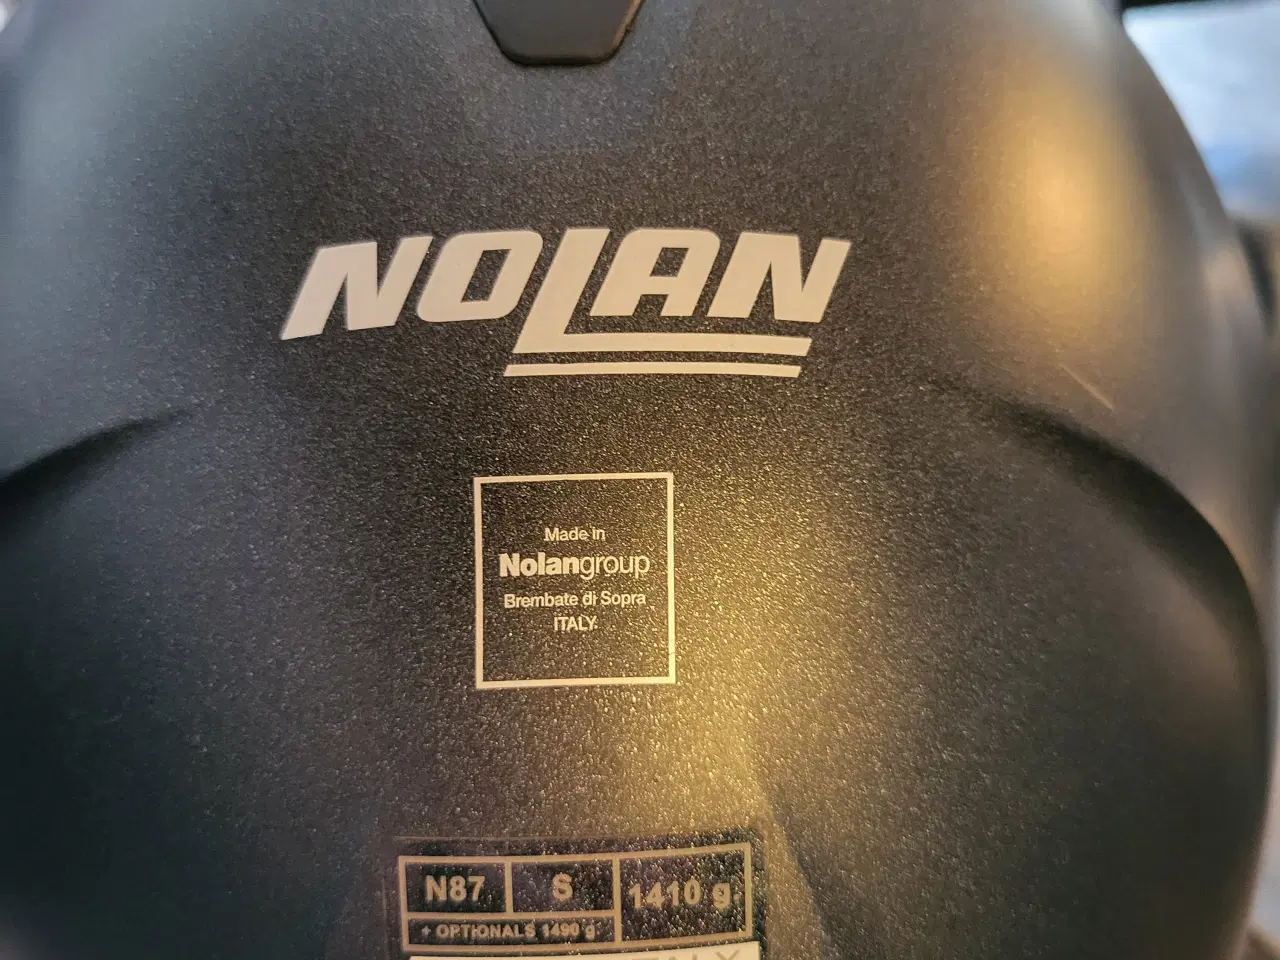 NOLAN
Made in
Nolangroup
Brembate di Sopra
ITALY
N87 S 1410 g.
+ OPTIONALS 1490 g.